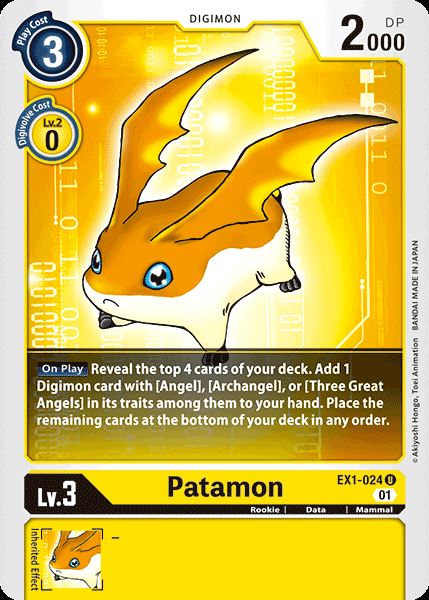 Play Cost
3
DIGIMON
DP
2000
Digivolve Cost
Lv.2
0
On Play Reveal the top 4 cards of your deck. Add 1
Digimon card with [Angel], [Archangel], or [Three Great
Angels] in its traits among them to your hand. Place the
remaining cards at the bottom of your deck in any order.
©Akiyoshi Hongo, Toei Animation BANDAI MADE IN JAPAN
Lv.3
Patamon
EX1-024 U
01
Rookie | Data | Mammal
Inherited Effect
–